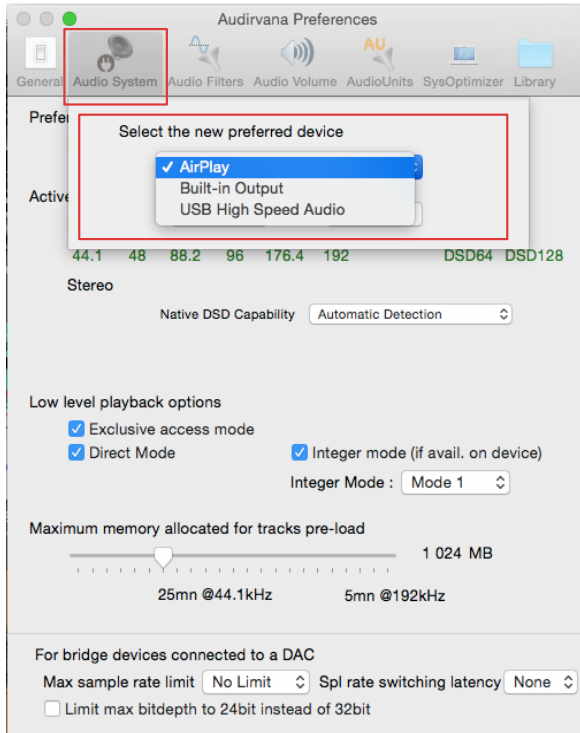 Audirvana Preferences
AU
General Audio System Audio Filters Audio Volume AudioUnits SysOptimizer Library
Select the new preferred device
✓ AirPlay
Built-in Output
USB High Speed Audio
44.1 48 88.2 96 176.4 192 DSD64 DSD128
Stereo
Native DSD Capability Automatic Detection
Low level playback options
Exclusive access mode
Direct Mode Integer mode (if avail. on device)
Integer Mode : Mode 1
Maximum memory allocated for tracks pre-load
1 024 MB
25mn @44.1kHz 5mn @192kHz
For bridge devices connected to a DAC
Max sample rate limit No Limit Spl rate switching latency None
Limit max bitdepth to 24bit instead of 32bit